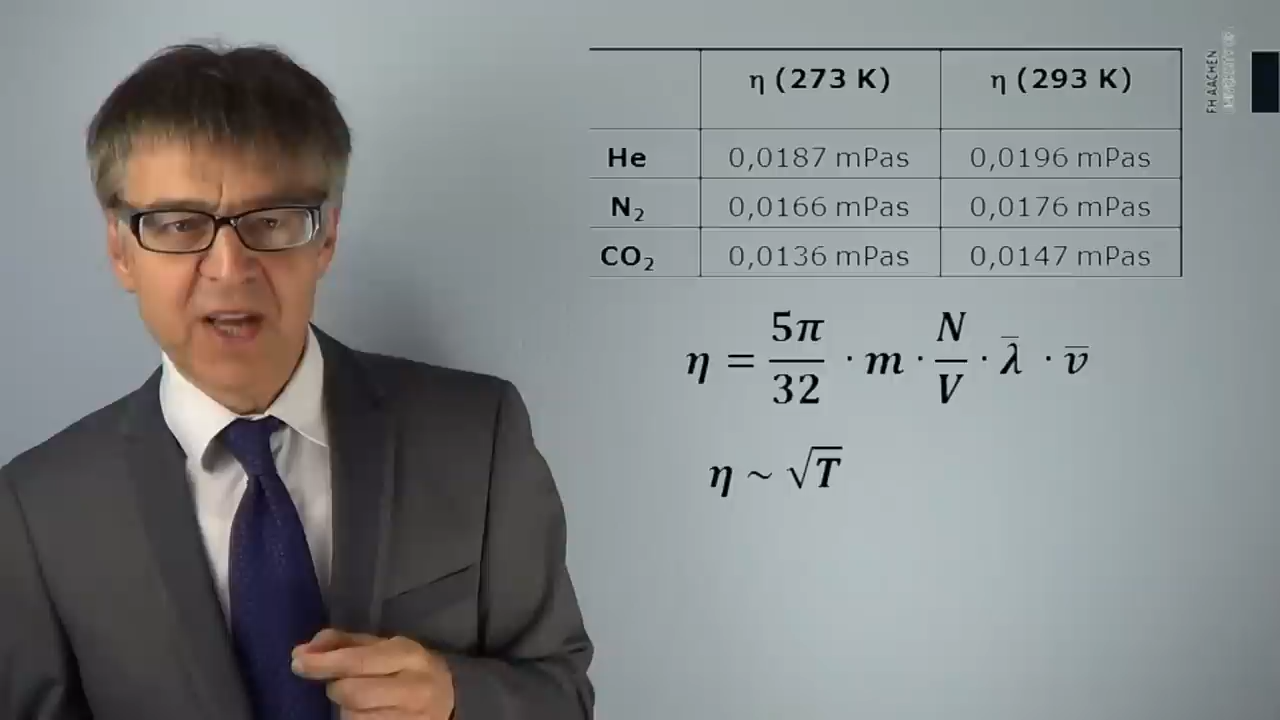 η (273 K) η (293 K)
He 0,0187 mPas 0,0196 mPas
N₂ 0,0166 mPas 0,0176 mPas
CO₂ 0,0136 mPas 0,0147 mPas
η = 5π/32 · m · N/V · λ̄ · v̄
η ~ √T
FH AACHEN